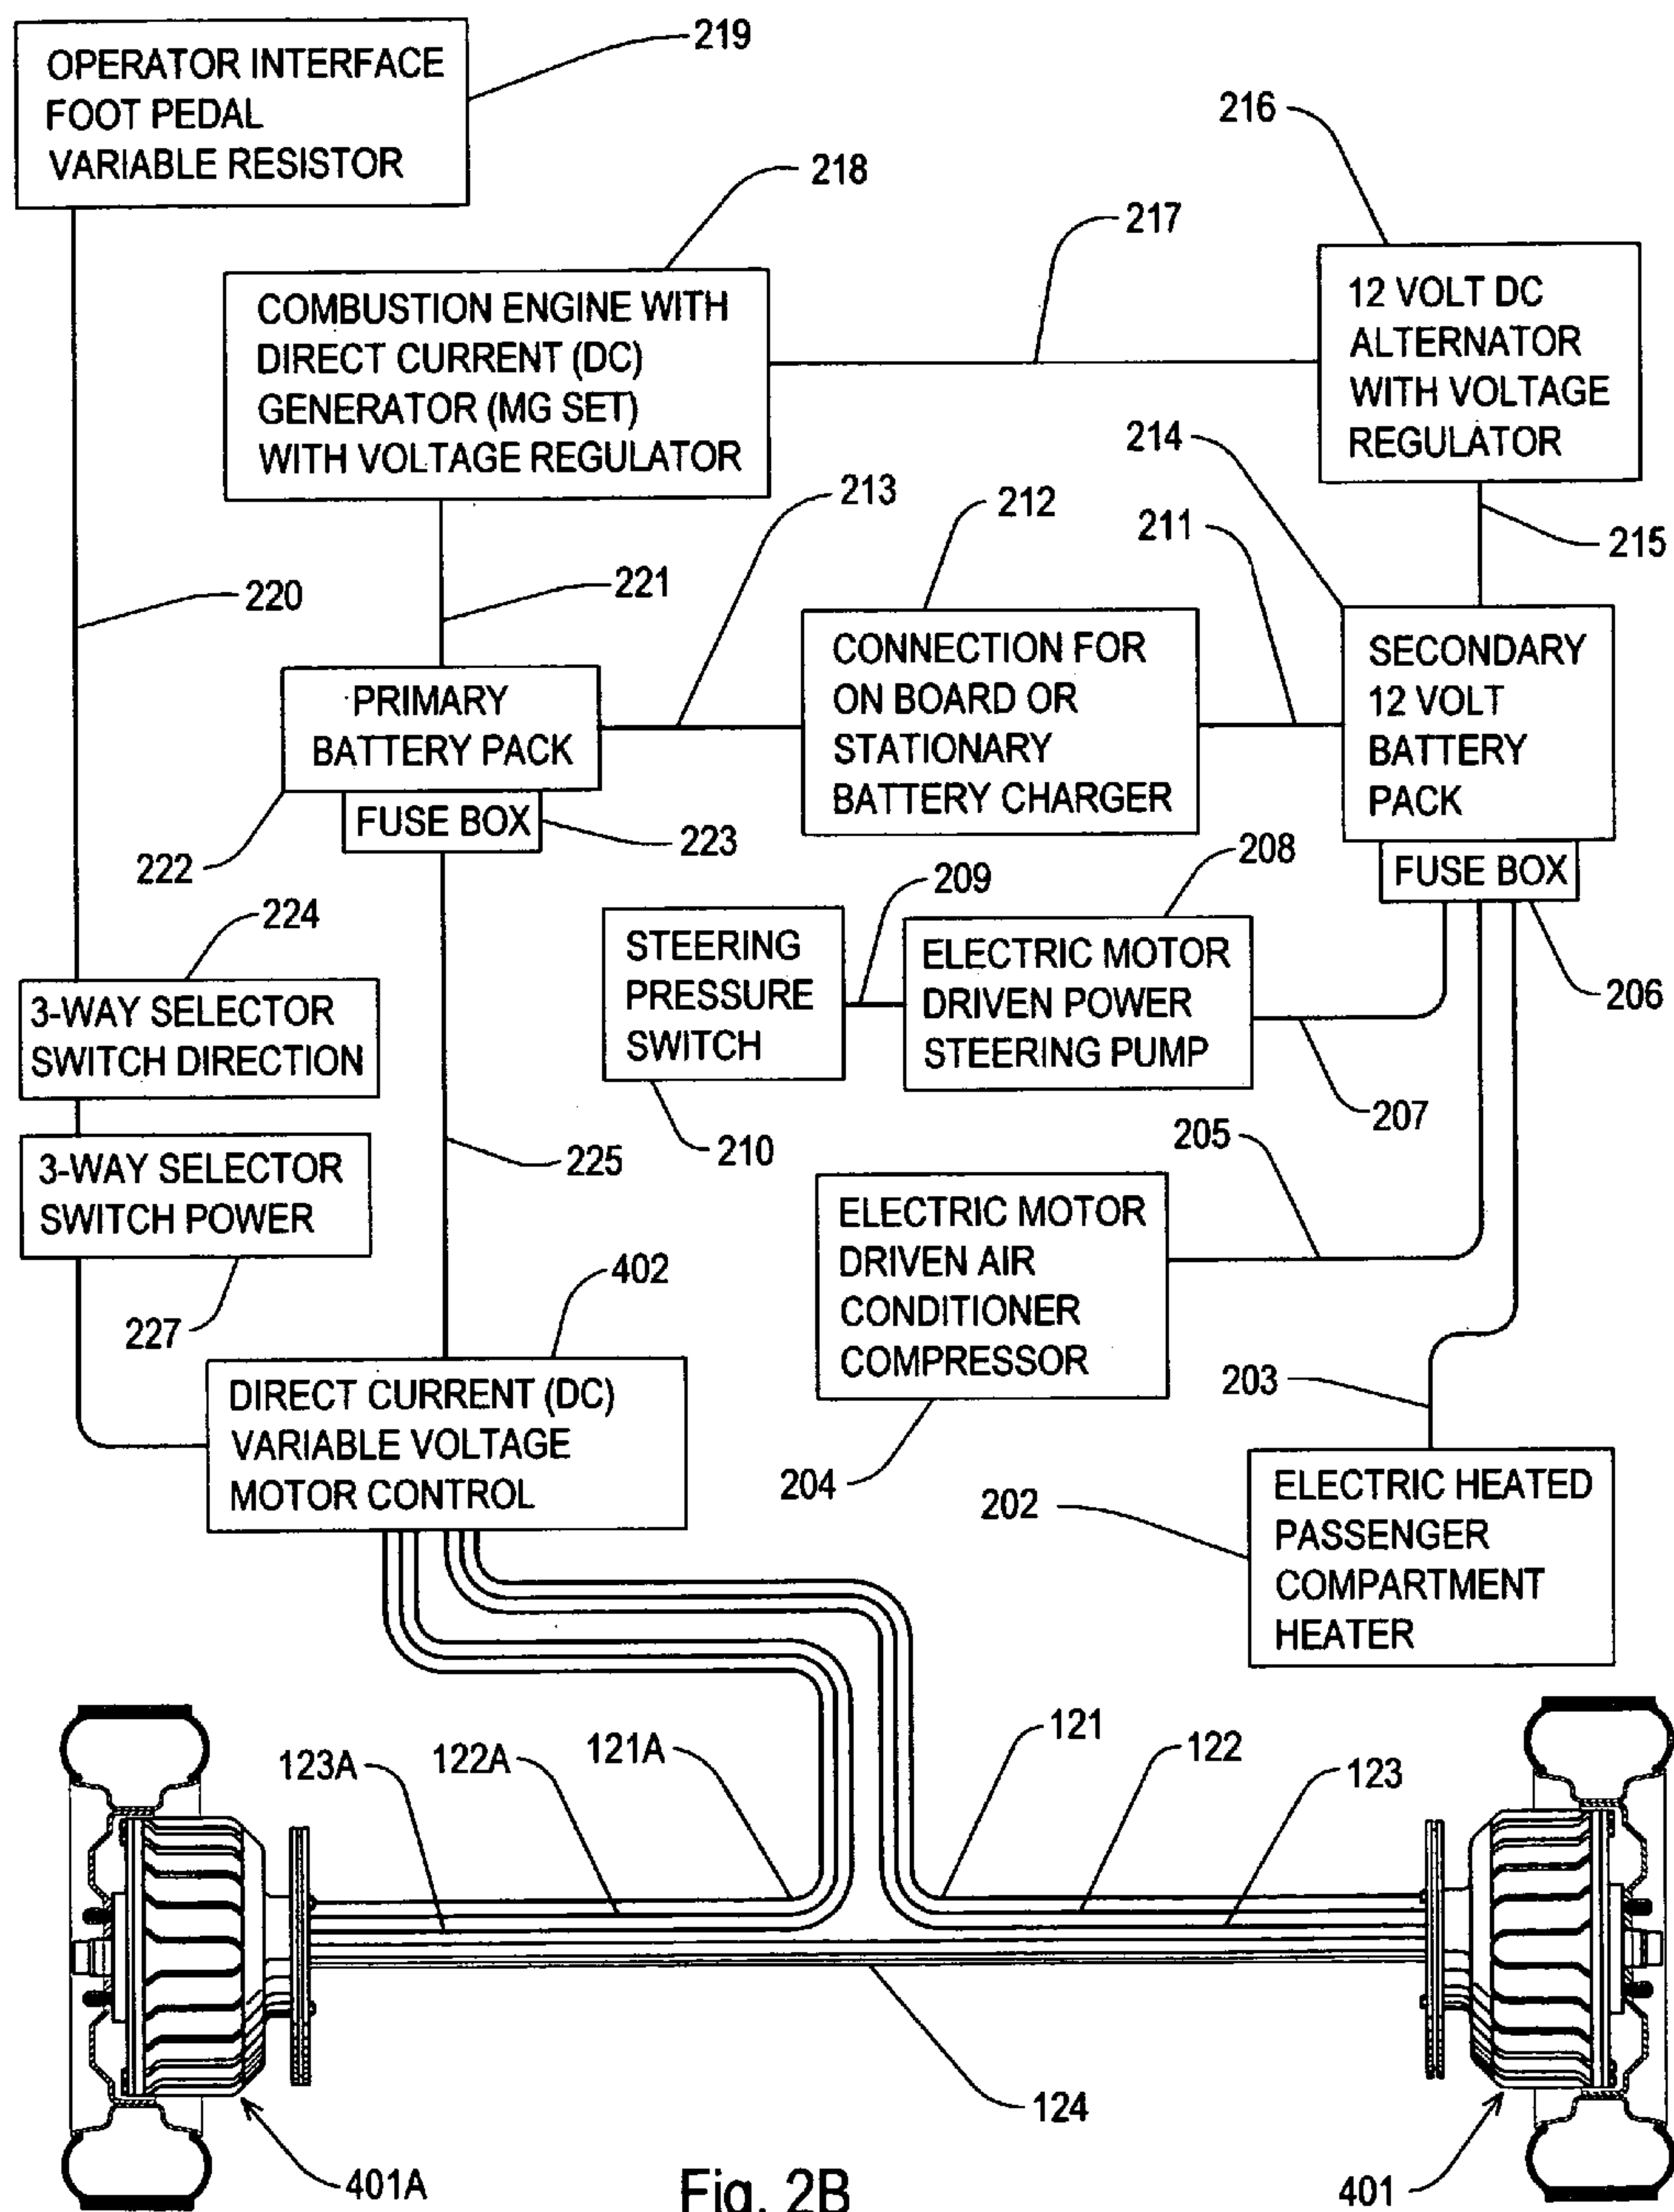 219
OPERATOR INTERFACE
FOOT PEDAL
VARIABLE RESISTOR
216
218
217
COMBUSTION ENGINE WITH
DIRECT CURRENT (DC)
GENERATOR (MG SET)
WITH VOLTAGE REGULATOR
12 VOLT DC
ALTERNATOR
WITH VOLTAGE
REGULATOR
214
213
212
211
215
220
221
PRIMARY
BATTERY PACK
CONNECTION FOR
ON BOARD OR
STATIONARY
BATTERY CHARGER
SECONDARY
12 VOLT
BATTERY
PACK
FUSE BOX
223
222
208
FUSE BOX
209
224
206
STEERING
PRESSURE
SWITCH
ELECTRIC MOTOR
DRIVEN POWER
STEERING PUMP
3-WAY SELECTOR
SWITCH DIRECTION
207
210
205
225
3-WAY SELECTOR
SWITCH POWER
ELECTRIC MOTOR
DRIVEN AIR
CONDITIONER
COMPRESSOR
402
227
203
DIRECT CURRENT (DC)
VARIABLE VOLTAGE
MOTOR CONTROL
204
202
ELECTRIC HEATED
PASSENGER
COMPARTMENT
HEATER
123A
122A
121A
121
122
123
124
401A
401
Fig. 2B